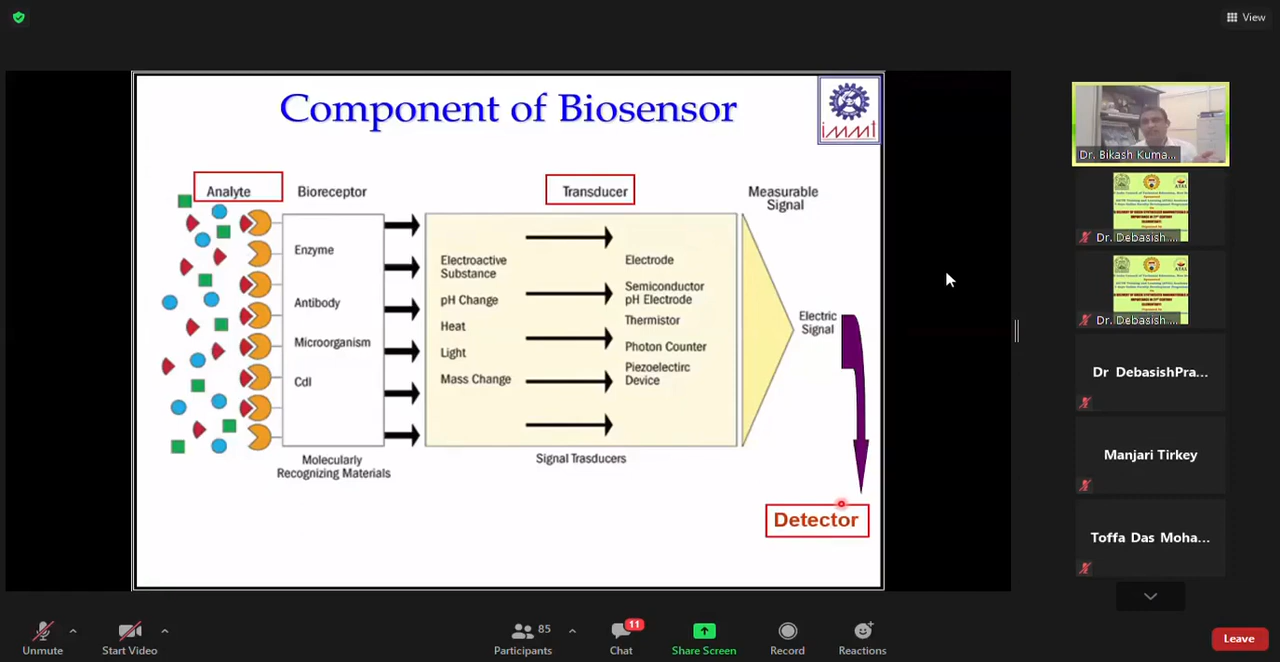 View
Component of Biosensor
immt
Analyte
Bioreceptor
Transducer
Measurable
Signal
Enzyme
Antibody
Microorganism
Cdl
Molecularly
Recognizing Materials
Electroactive
Substance
pH Change
Heat
Light
Mass Change
Electrode
Semiconductor
pH Electrode
Thermistor
Photon Counter
Piezoelectirc
Device
Signal Trasducers
Electric
Signal
Detector
Dr. Bikash Kuma...
Dr. Debasish ...
Dr. Debasish ...
Dr DebasishPra...
Manjari Tirkey
Toffa Das Moha...
Unmute
Start Video
Participants
85
Chat
11
Share Screen
Record
Reactions
Leave